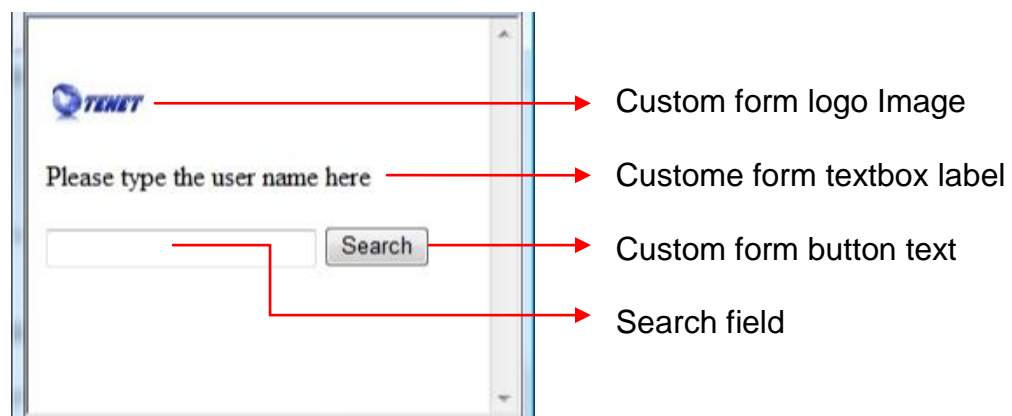 TENET
Custom form logo Image
Please type the user name here
Custome form textbox label
Search
Custom form button text
Search field